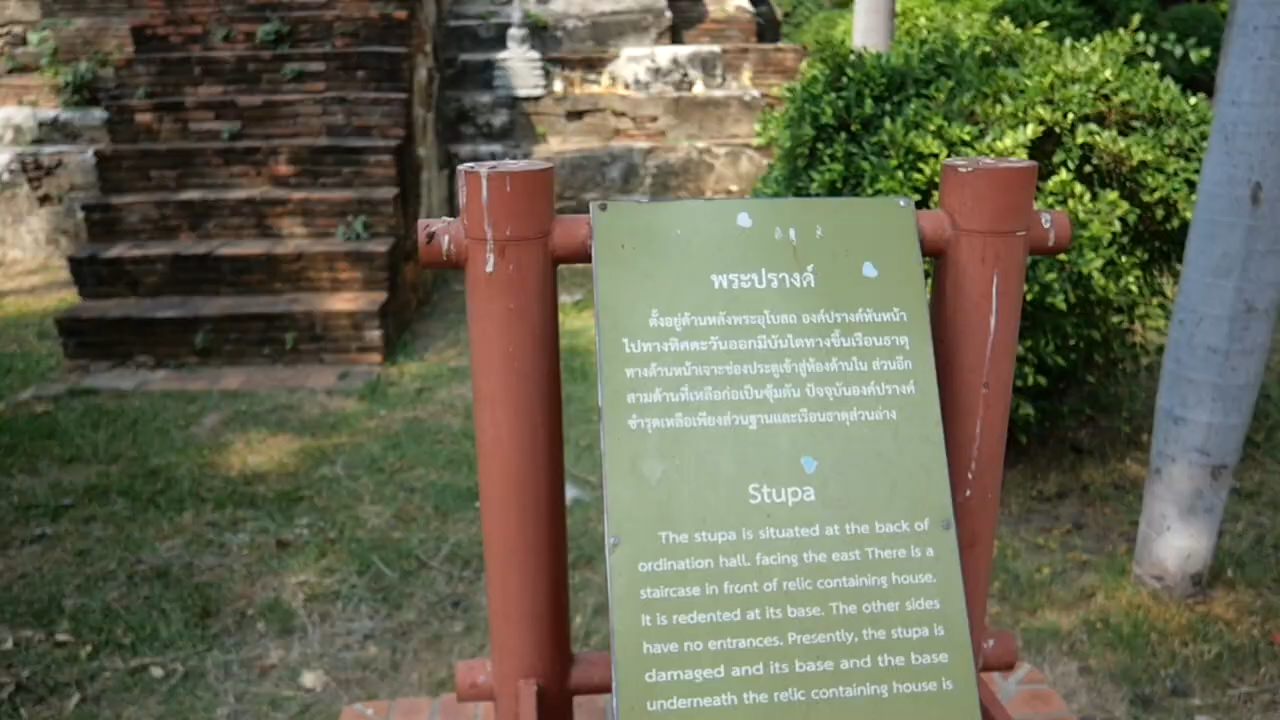 พระปรางค์
ตั้งอยู่ด้านหลังพระอุโบสถ องค์ปรางค์หันหน้า
ไปทางทิศตะวันออกมีบันไดทางขึ้นเรือนธาตุ
ทางด้านหน้าเจาะช่องประตูเข้าสู่ห้องด้านใน ส่วนอีก
สามด้านที่เหลือก่อเป็นซุ้มตัน ปัจจุบันองค์ปรางค์
ชำรุดเหลือเพียงส่วนฐานและเรือนธาตุส่วนล่าง
Stupa
The stupa is situated at the back of
ordination hall. facing the east There is a
staircase in front of relic containing house.
It is redented at its base. The other sides
have no entrances. Presently, the stupa is
damaged and its base and the base
underneath the relic containing house is